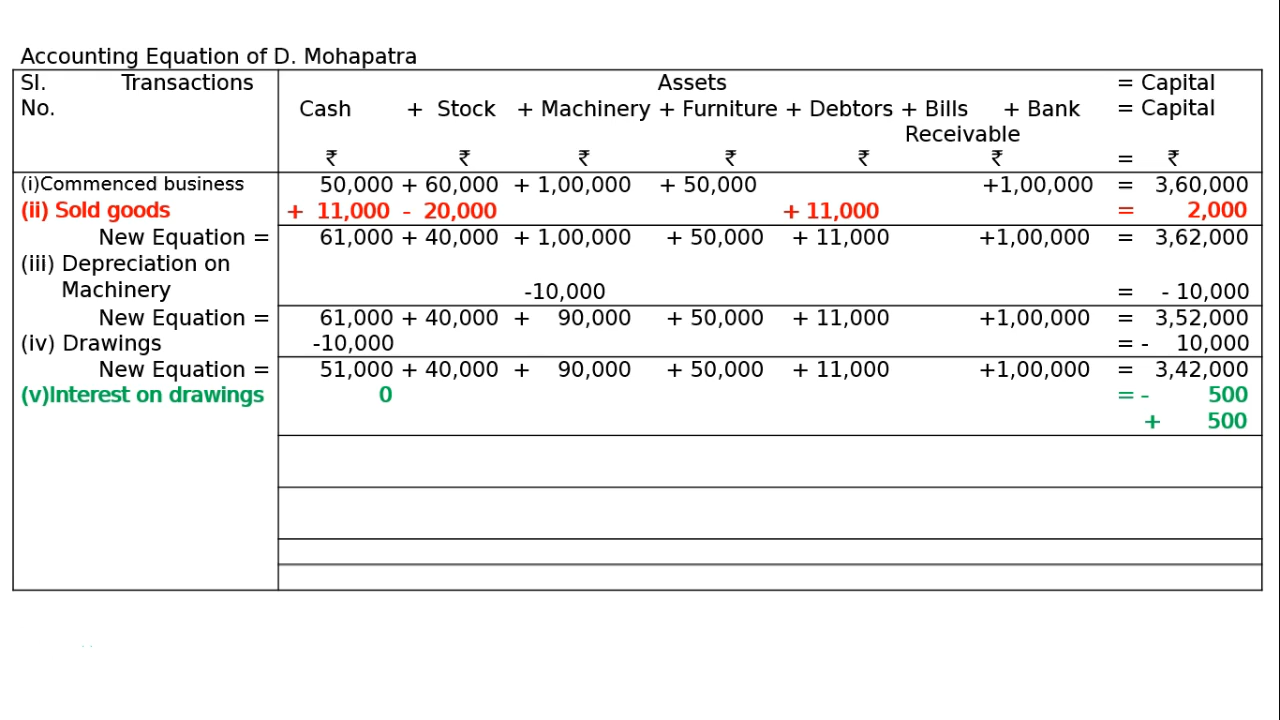 Accounting Equation of D. Mohapatra
SI. Transactions Assets = Capital
No. Cash + Stock + Machinery + Furniture + Debtors + Bills + Bank = Capital
Receivable
₹ ₹ ₹ ₹ ₹ ₹ = ₹
(i)Commenced business 50,000 + 60,000 + 1,00,000 + 50,000 +1,00,000 = 3,60,000
(ii) Sold goods + 11,000 - 20,000 + 11,000 = 2,000
New Equation = 61,000 + 40,000 + 1,00,000 + 50,000 + 11,000 +1,00,000 = 3,62,000
(iii) Depreciation on
Machinery -10,000 = - 10,000
New Equation = 61,000 + 40,000 + 90,000 + 50,000 + 11,000 +1,00,000 = 3,52,000
(iv) Drawings -10,000 = - 10,000
New Equation = 51,000 + 40,000 + 90,000 + 50,000 + 11,000 +1,00,000 = 3,42,000
(v)Interest on drawings 0 = - 500
+ 500